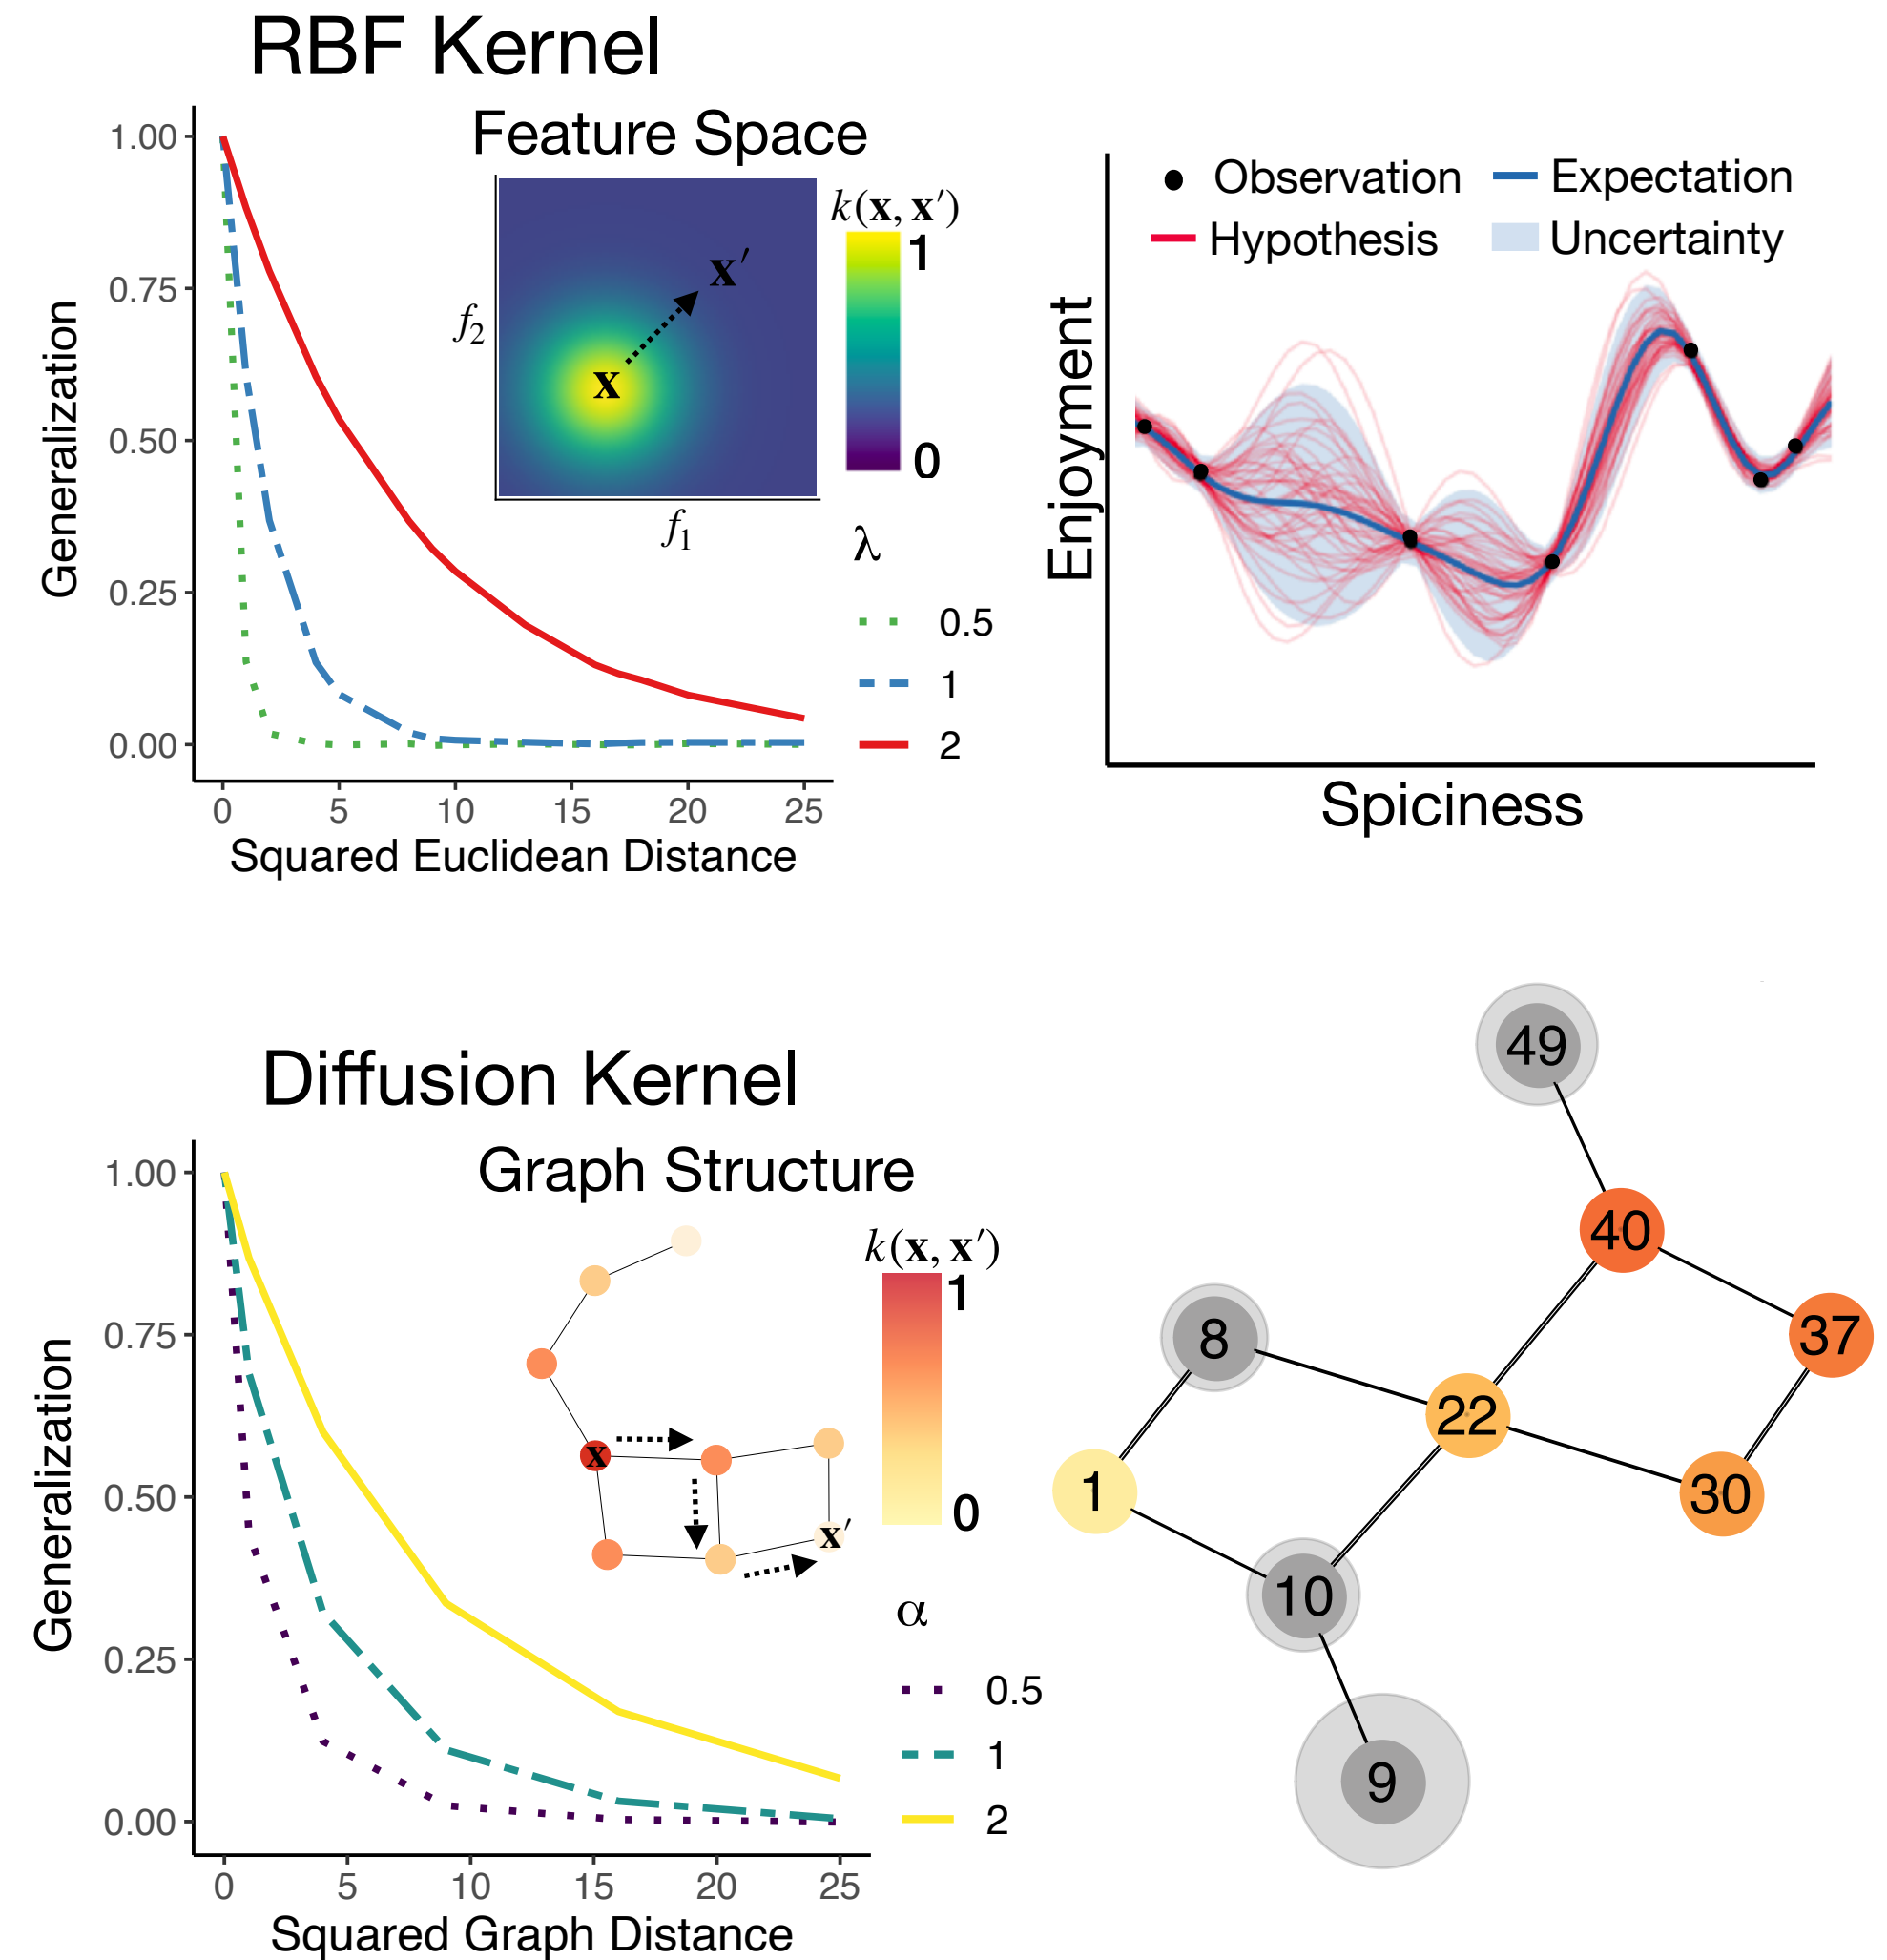 RBF Kernel
Feature Space
1.00
0.75
0.50
0.25
0.00
Generalization
0 5 10 15 20 25
Squared Euclidean Distance
f2
f1
x
x′
k(x, x′)
1
0
λ
0.5
1
2
Observation
Expectation
Hypothesis
Uncertainty
Enjoyment
Spiciness
Diffusion Kernel
Graph Structure
1.00
0.75
0.50
0.25
0.00
Generalization
0 5 10 15 20 25
Squared Graph Distance
x
x′
k(x, x′)
1
0
α
0.5
1
2
49
40
8
37
22
1
30
10
9